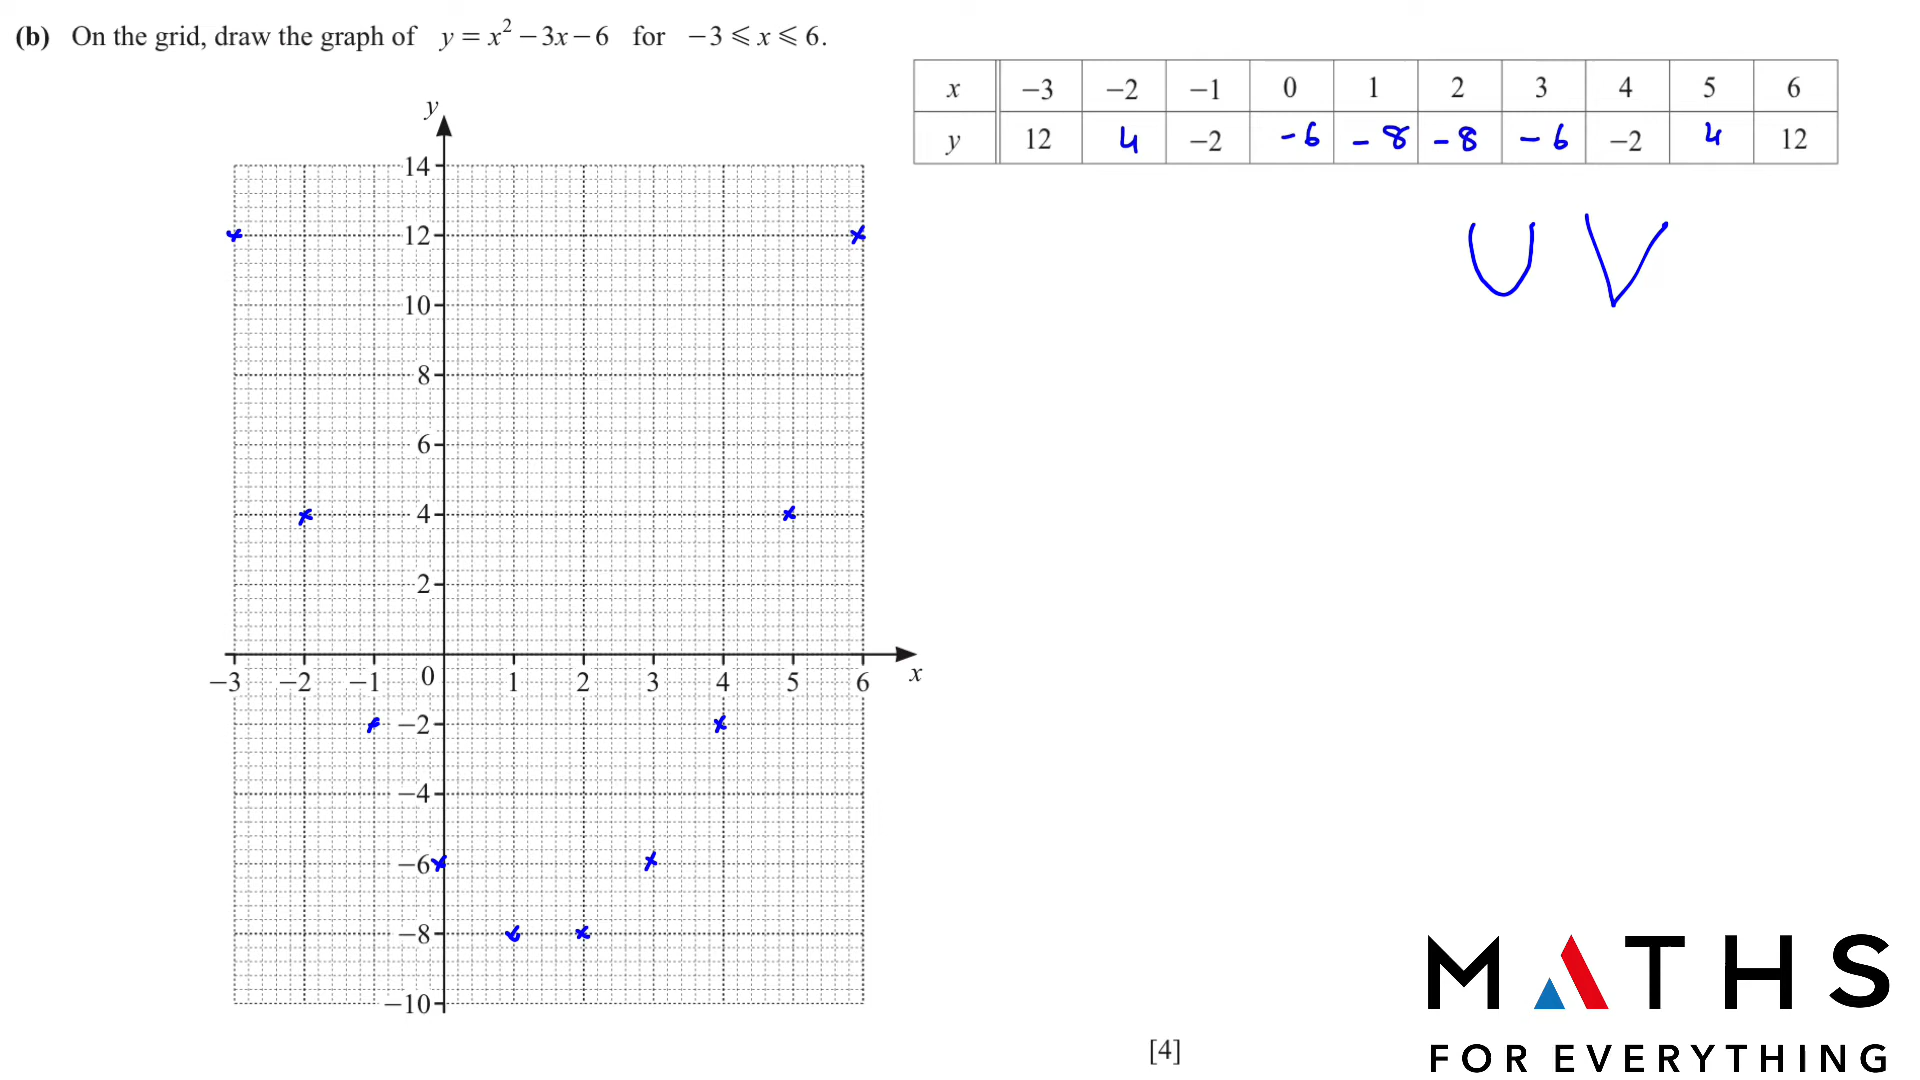 (b) On the grid, draw the graph of y = x² − 3x − 6 for −3 ⩽ x ⩽ 6.
x −3 −2 −1 0 1 2 3 4 5 6
y 12 4 −2 −6 −8 −8 −6 −2 4 12
U V
y
14
12
10
8
6
4
2
−3 −2 −1 0 1 2 3 4 5 6 x
−2
−4
−6
−8
−10
[4]
MATHS
FOR EVERYTHING